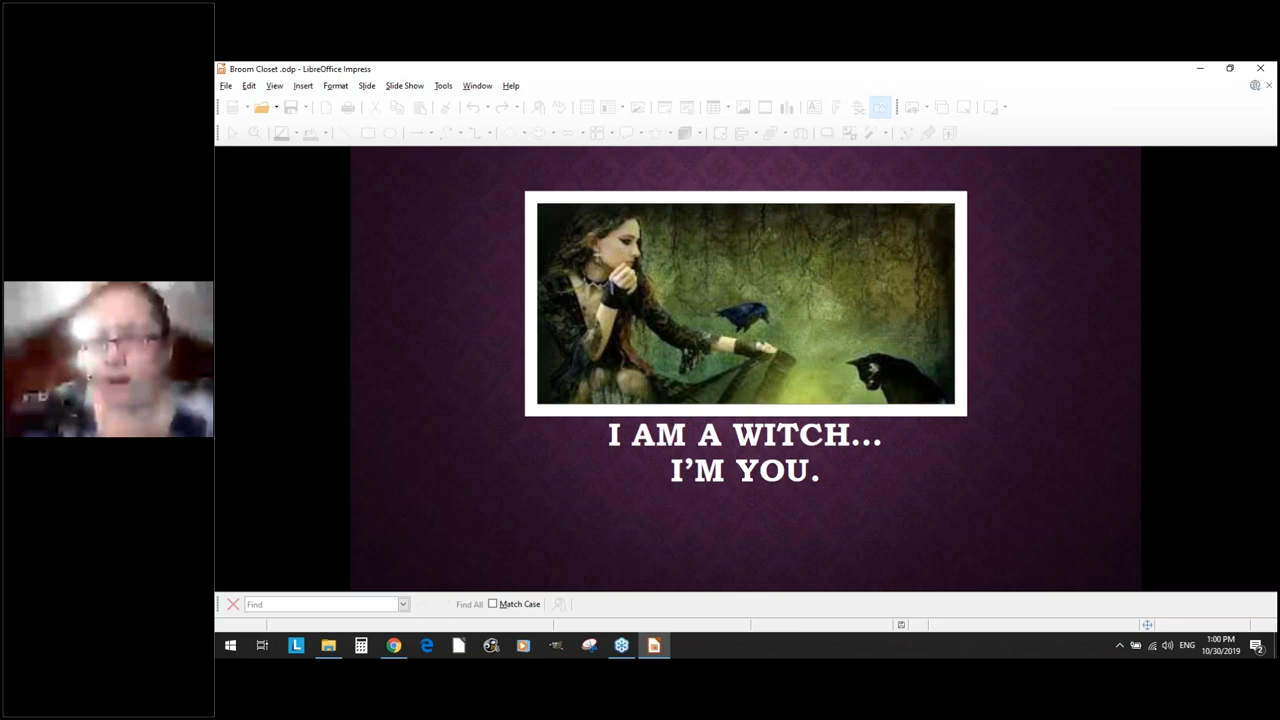 Broom Closet .odp - LibreOffice Impress
File Edit View Insert Format Slide Slide Show Tools Window Help
I AM A WITCH...
I'M YOU.
Find
Find All
Match Case
L
ENG
1:00 PM
10/30/2019
2